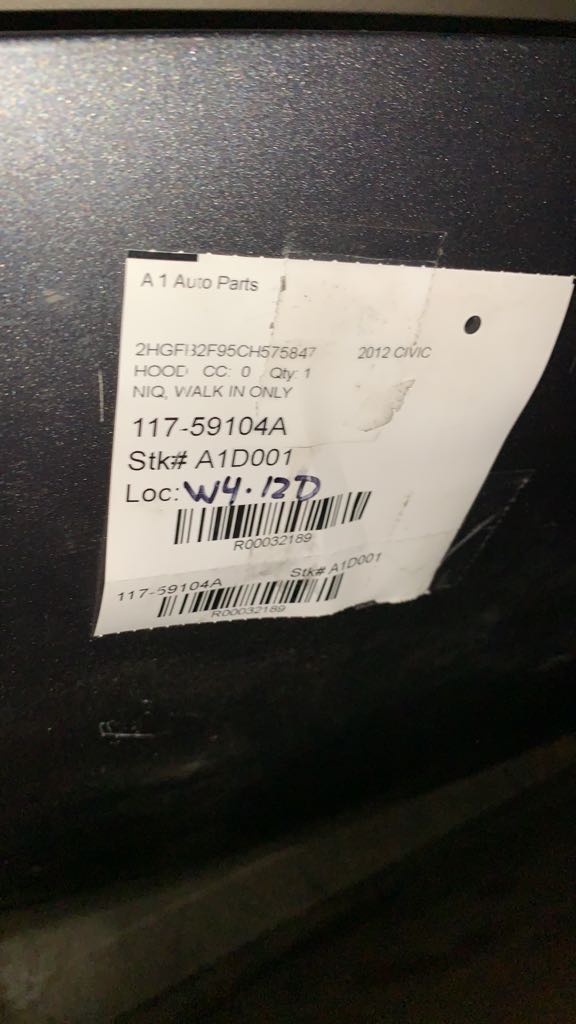 A 1 Auto Parts
2HGFB2F95CH575847 2012 CIVIC
HOOD CC: 0 Qty: 1
NIQ, WALK IN ONLY
117-59104A
Stk# A1D001
Loc: W4.12D
R00032189
117-59104A Stk# A1D001
R00032189